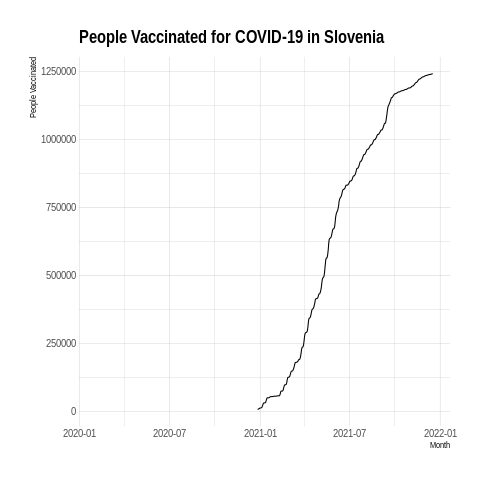 People Vaccinated for COVID-19 in Slovenia
People Vaccinated
1250000
1000000
750000
500000
250000
0
2020-01 2020-07 2021-01 2021-07 2022-01
Month